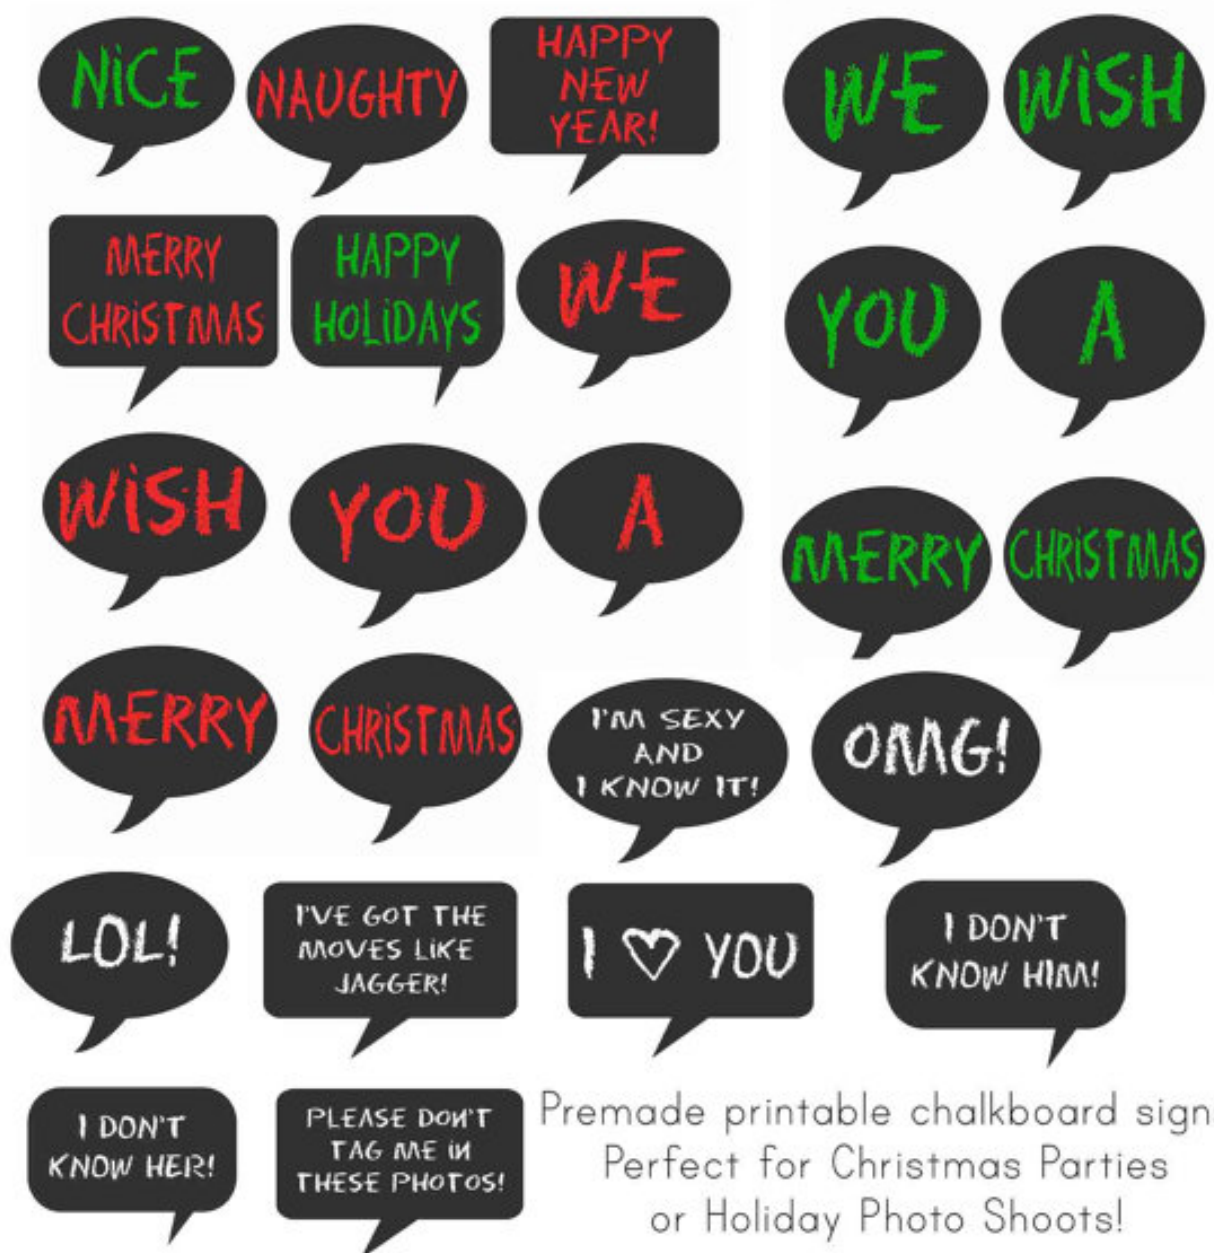 NiCE
NAUGHTY
HAPPY
NEW
YEAR!
WE
WiSH
MERRY
CHRiSTMAS
HAPPY
HOLiDAYS
WE
YOU
A
WiSH
YOU
A
MERRY
CHRiSTMAS
MERRY
CHRiSTMAS
I'M SEXY
AND
I KNOW IT!
OMG!
LOL!
I'VE GOT THE
MOVES LiKE
JAGGER!
I ♡ YOU
I DON'T
KNOW HIM!
I DON'T
KNOW HER!
PLEASE DON'T
TAG ME iN
THESE PHOTOS!
Premade printable chalkboard sign
Perfect for Christmas Parties
or Holiday Photo Shoots!